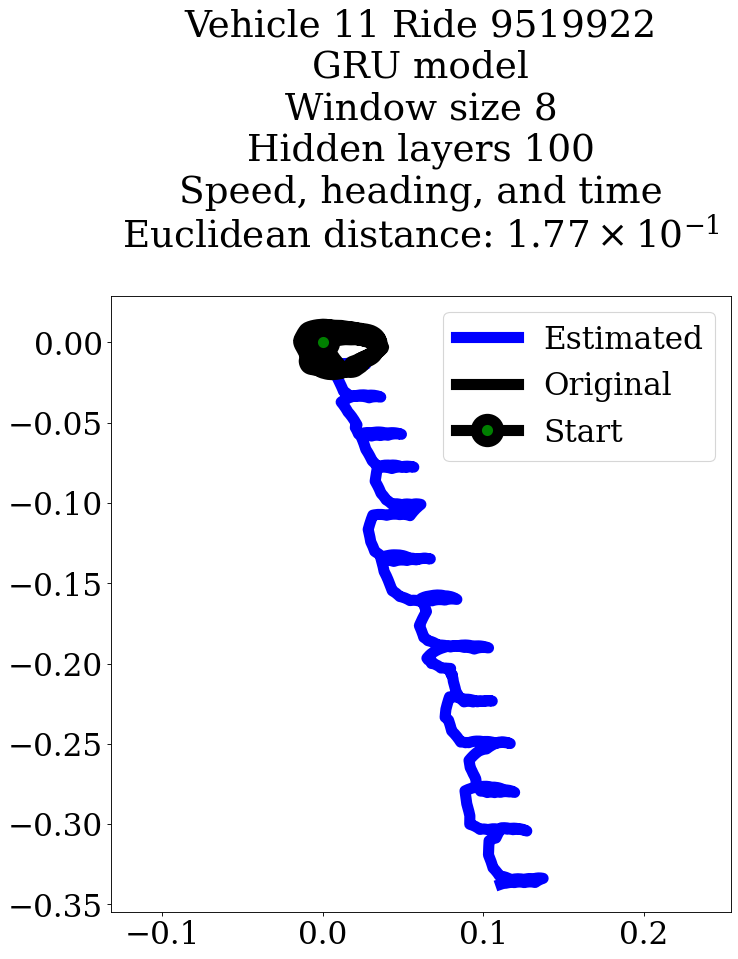 Vehicle 11 Ride 9519922
GRU model
Window size 8
Hidden layers 100
Speed, heading, and time
Euclidean distance: 1.77 × 10⁻¹
Estimated
Original
Start
0.00
−0.05
−0.10
−0.15
−0.20
−0.25
−0.30
−0.35
−0.1 0.0 0.1 0.2